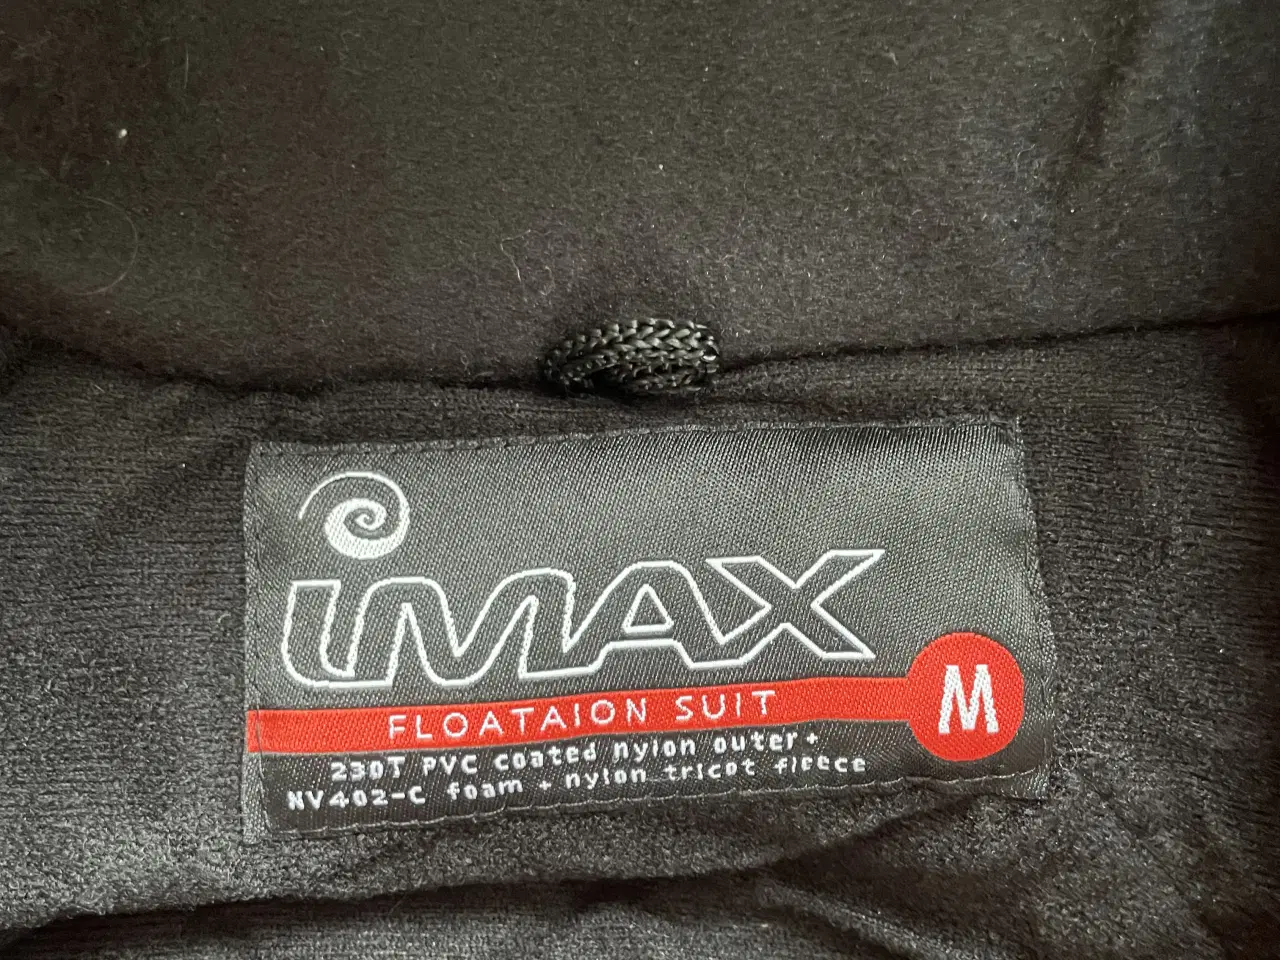 iMAX
FLOATAION SUIT
M
230T PVC coated nylon outer+
NV402-C foam + nylon tricot fleece